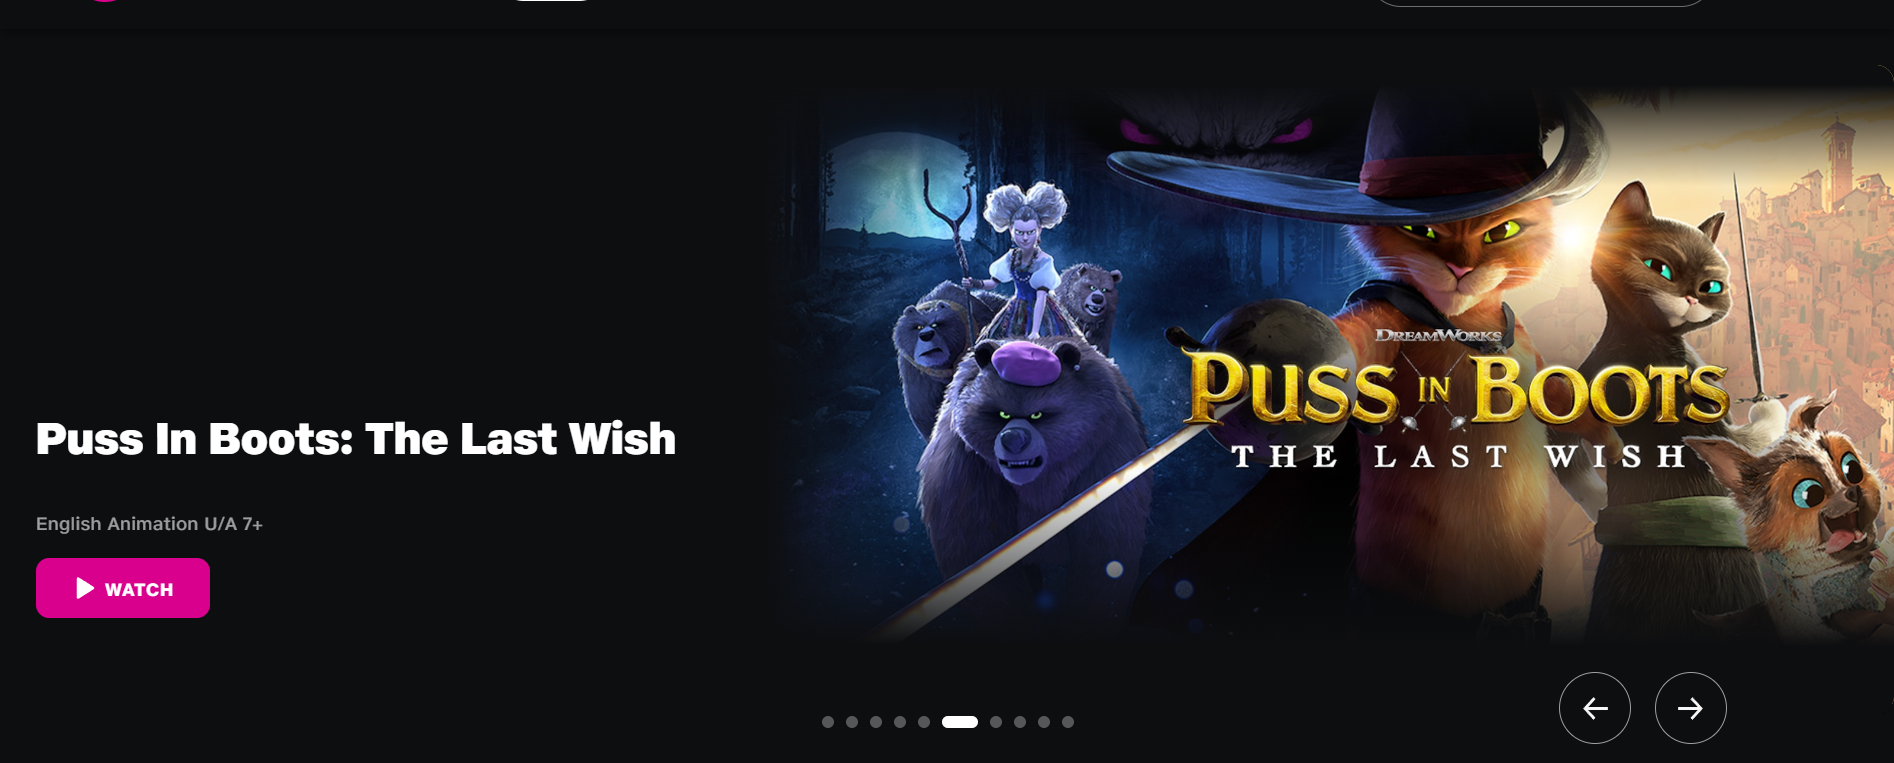 DREAMWORKS
PUSS IN BOOTS
THE LAST WISH
Puss In Boots: The Last Wish
English Animation U/A 7+
WATCH